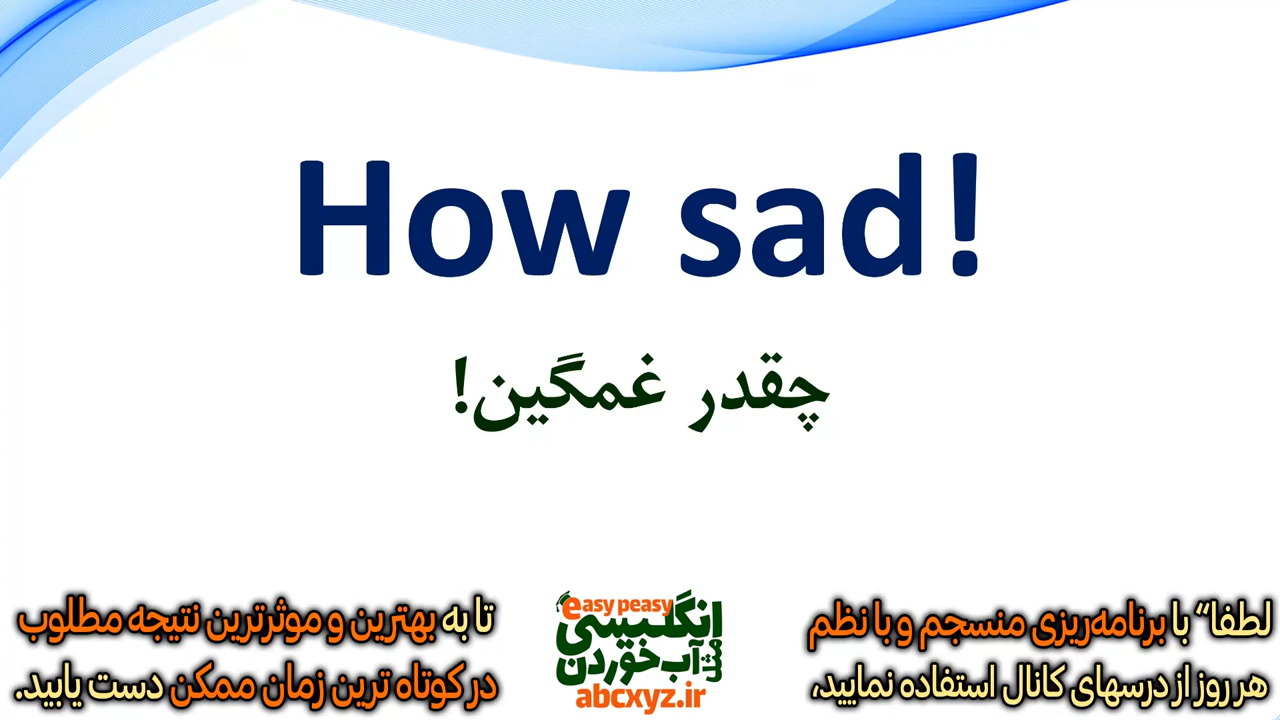 How sad!
چقدر غمگین!
لطفا“ با برنامه‌ریزی منسجم و با نظم
هر روز از درسهای کانال استفاده نمایید،
easy peasy
انگلیسی
مثل آب خوردن
abcxyz.ir
تا به بهترین و موثرترین نتیجه مطلوب
در کوتاه ترین زمان ممکن دست یابید.